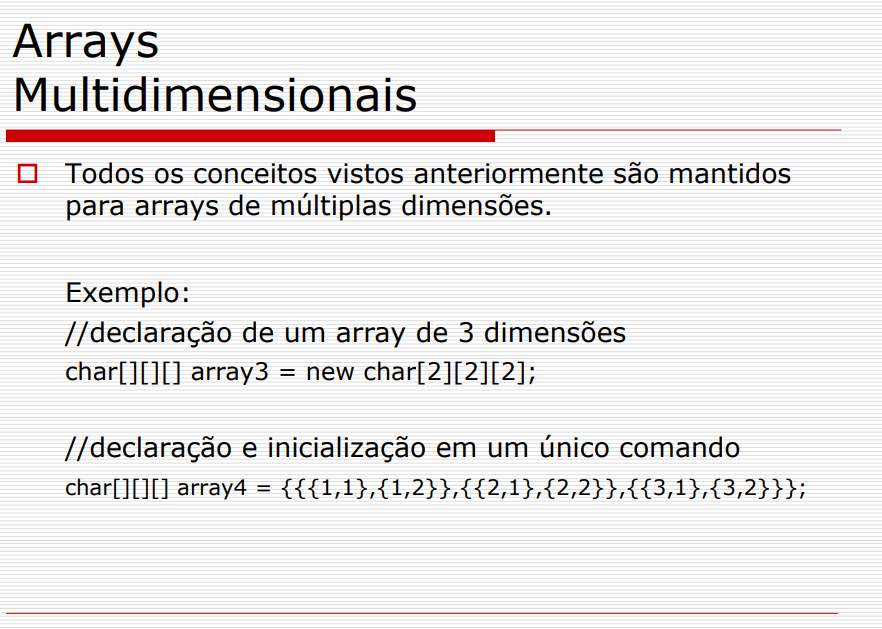 Arrays
Multidimensionais
Todos os conceitos vistos anteriormente são mantidos
para arrays de múltiplas dimensões.
Exemplo:
//declaração de um array de 3 dimensões
char[][][] array3 = new char[2][2][2];
//declaração e inicialização em um único comando
char[][][] array4 = {{{1,1},{1,2}},{{2,1},{2,2}},{{3,1},{3,2}}};